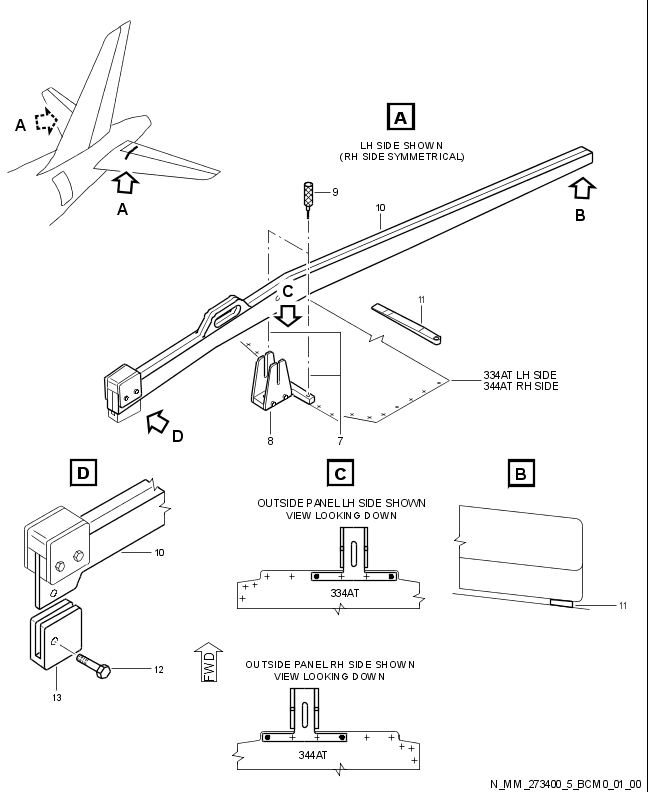 A
A
A
LH SIDE SHOWN
(RH SIDE SYMMETRICAL)
9
10
B
C
11
334AT LH SIDE
344AT RH SIDE
D
8
7
D
C
B
OUTSIDE PANEL LH SIDE SHOWN
VIEW LOOKING DOWN
10
334AT
11
FWD
OUTSIDE PANEL RH SIDE SHOWN
VIEW LOOKING DOWN
12
13
344AT
N_MM_273400_5_BCM0_01_00